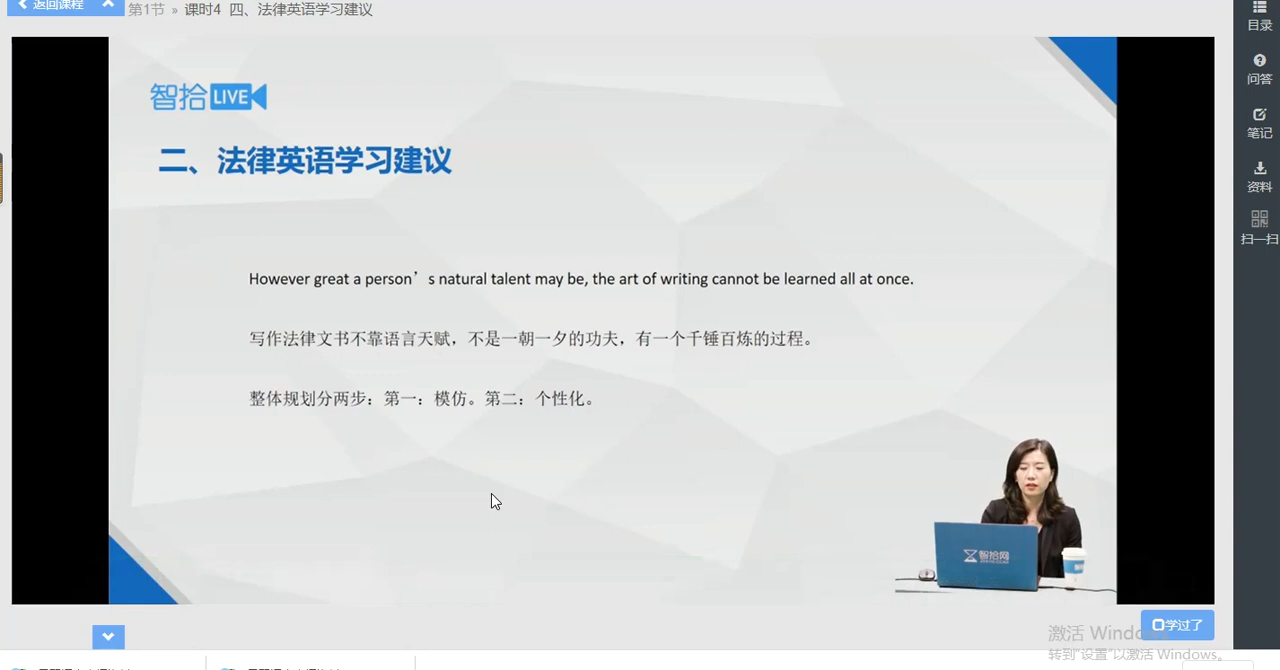 返回课程
第1节 » 课时4 四、法律英语学习建议
目录
问答
笔记
资料
扫一扫
智拾LIVE
二、法律英语学习建议
However great a person’s natural talent may be, the art of writing cannot be learned all at once.
写作法律文书不靠语言天赋，不是一朝一夕的功夫，有一个千锤百炼的过程。
整体规划分两步：第一：模仿。第二：个性化。
智拾网
学过了
激活 Windows
转到"设置"以激活 Windows。